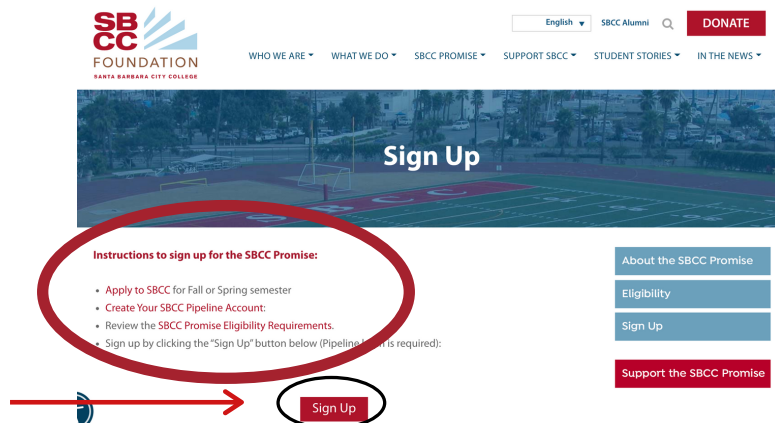 SB
CC
FOUNDATION
SANTA BARBARA CITY COLLEGE
English
SBCC Alumni
DONATE
WHO WE ARE
WHAT WE DO
SBCC PROMISE
SUPPORT SBCC
STUDENT STORIES
IN THE NEWS
Sign Up
S B C C
Instructions to sign up for the SBCC Promise:
• Apply to SBCC for Fall or Spring semester
• Create Your SBCC Pipeline Account:
• Review the SBCC Promise Eligibility Requirements.
• Sign up by clicking the "Sign Up" button below (Pipeline is required):
Sign Up
About the SBCC Promise
Eligibility
Sign Up
Support the SBCC Promise